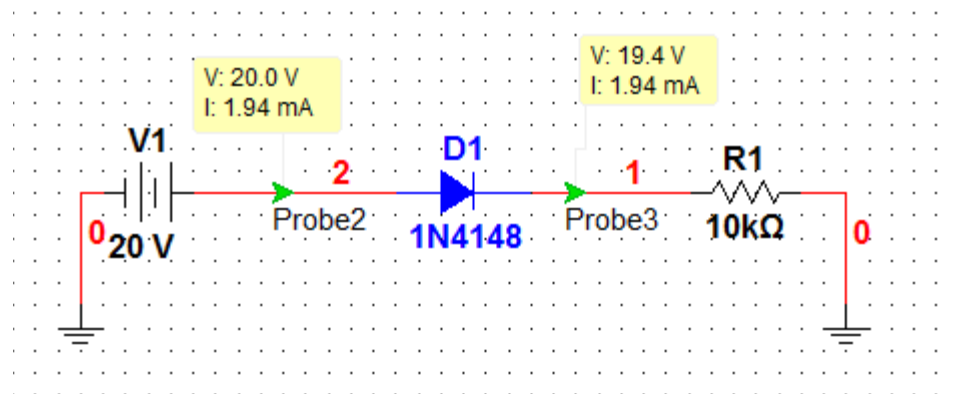 V: 20.0 V
I: 1.94 mA
V: 19.4 V
I: 1.94 mA
V1
20 V
0
2
Probe2
D1
1N4148
1
Probe3
R1
10kΩ
0